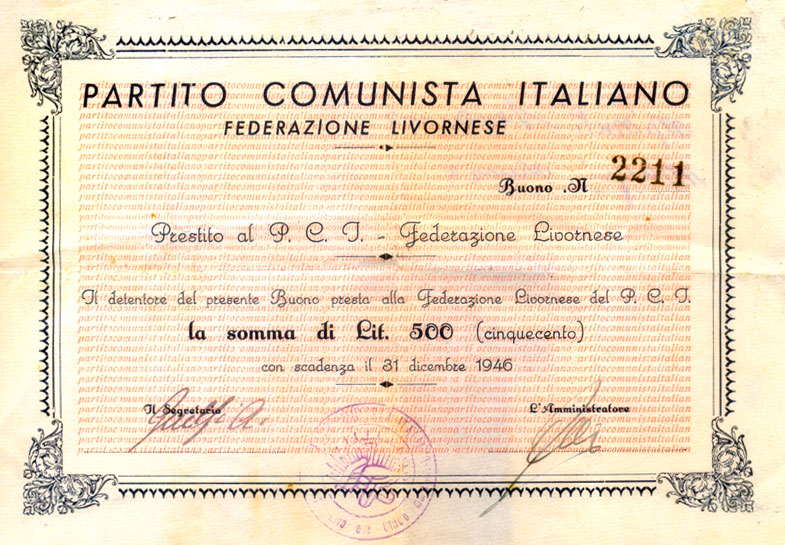 PARTITO COMUNISTA ITALIANO
FEDERAZIONE LIVORNESE
Buono N 2211
Prestito al P. C. I. - Federazione Livornese
Il detentore del presente Buono presta alla Federazione Livornese del P. C. I.
la somma di Lit. 500 (cinquecento)
con scadenza il 31 dicembre 1946
Il Segretario
L'Amministratore